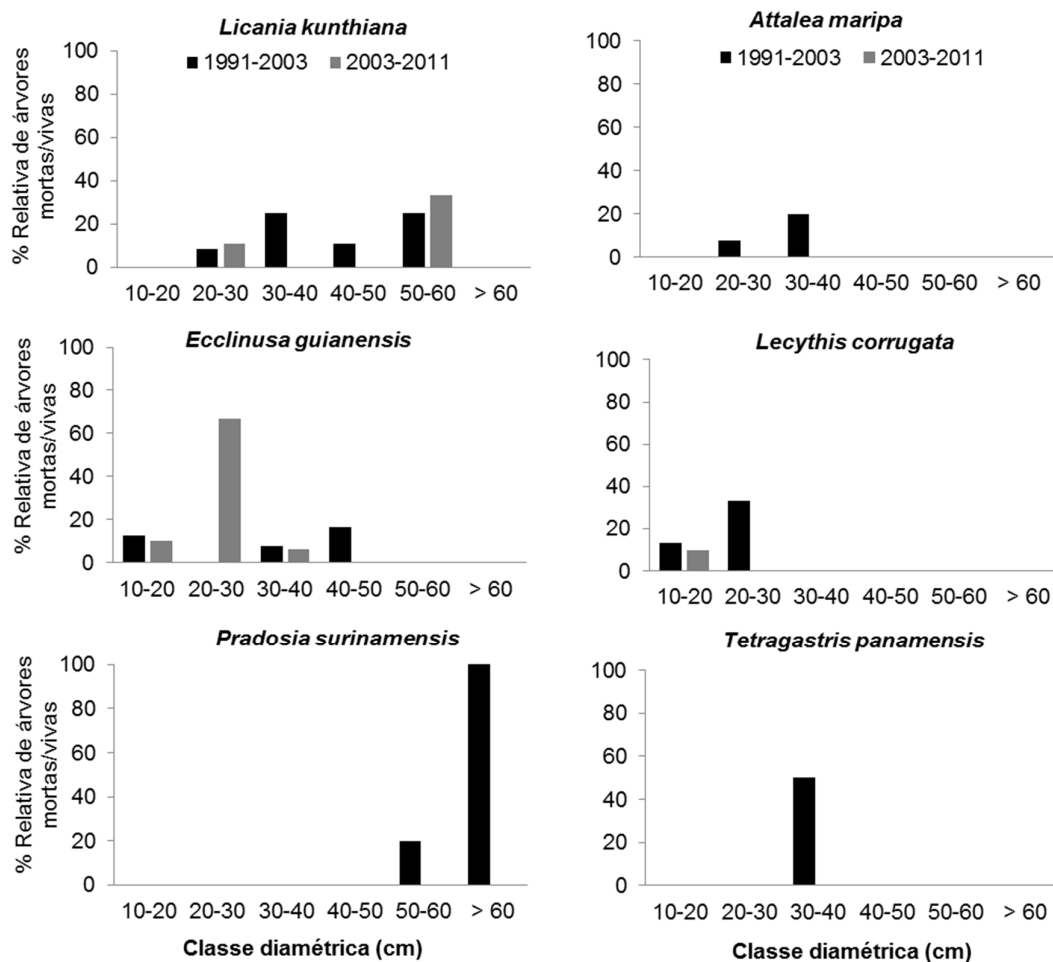 Licania kunthiana
1991-2003 2003-2011
% Relativa de árvores
mortas/vivas
100
80
60
40
20
0
10-20 20-30 30-40 40-50 50-60 > 60
Attalea maripa
1991-2003 2003-2011
100
80
60
40
20
0
10-20 20-30 30-40 40-50 50-60 > 60
Ecclinusa guianensis
% Relativa de árvores
mortas/vivas
100
80
60
40
20
0
10-20 20-30 30-40 40-50 50-60 > 60
Lecythis corrugata
100
80
60
40
20
0
10-20 20-30 30-40 40-50 50-60 > 60
Pradosia surinamensis
% Relativa de árvores
mortas/vivas
100
80
60
40
20
0
10-20 20-30 30-40 40-50 50-60 > 60
Classe diamétrica (cm)
Tetragastris panamensis
100
80
60
40
20
0
10-20 20-30 30-40 40-50 50-60 > 60
Classe diamétrica (cm)